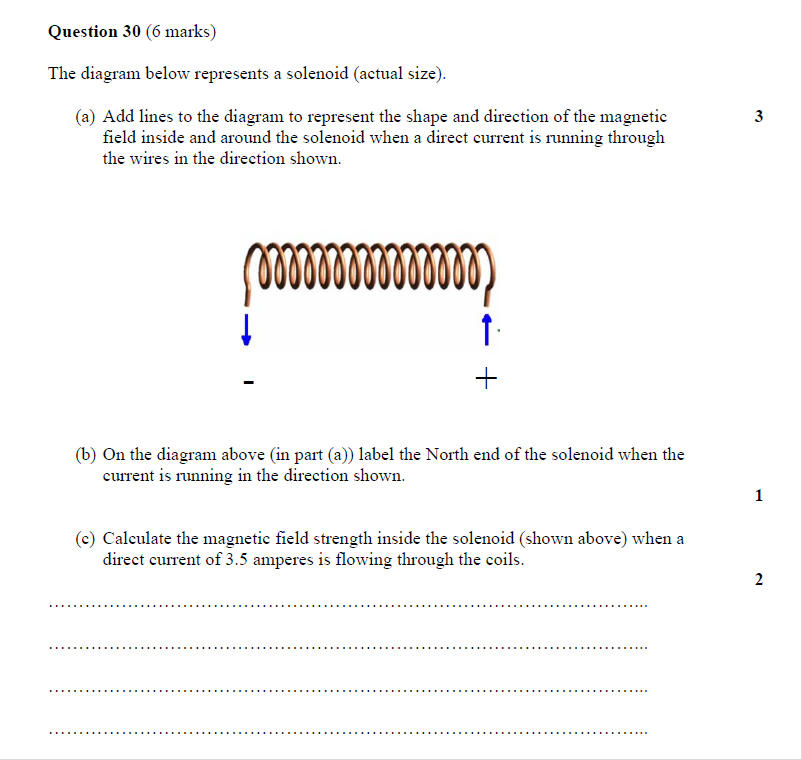 Question 30 (6 marks)
The diagram below represents a solenoid (actual size).
(a) Add lines to the diagram to represent the shape and direction of the magnetic 3
field inside and around the solenoid when a direct current is running through
the wires in the direction shown.
- +
(b) On the diagram above (in part (a)) label the North end of the solenoid when the
current is running in the direction shown.
1
(c) Calculate the magnetic field strength inside the solenoid (shown above) when a
direct current of 3.5 amperes is flowing through the coils.
2